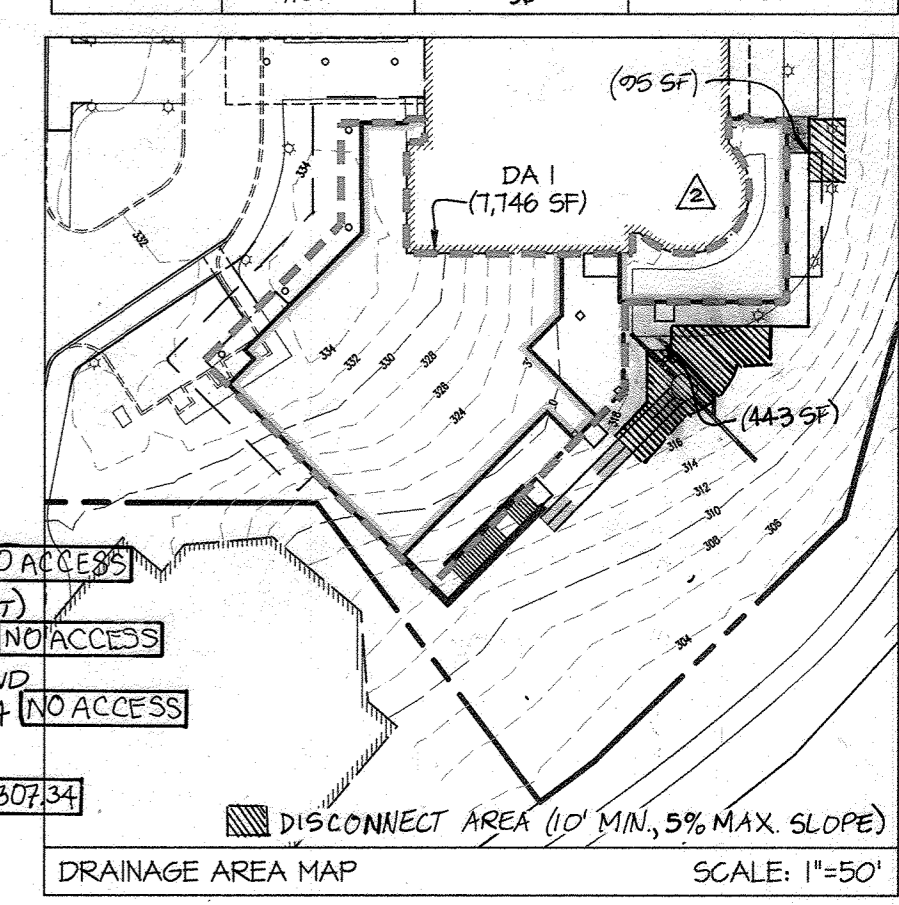 (95 SF)
DA 1
(7,746 SF)
2
334
332
334
332
330
328
326
324
(443 SF)
318
316
314
312
310
308
306
304
NO ACCESS
T)
NO ACCESS
ND
NO ACCESS
307.34
DISCONNECT AREA (10' MIN., 5% MAX. SLOPE)
DRAINAGE AREA MAP
SCALE: 1"=50'